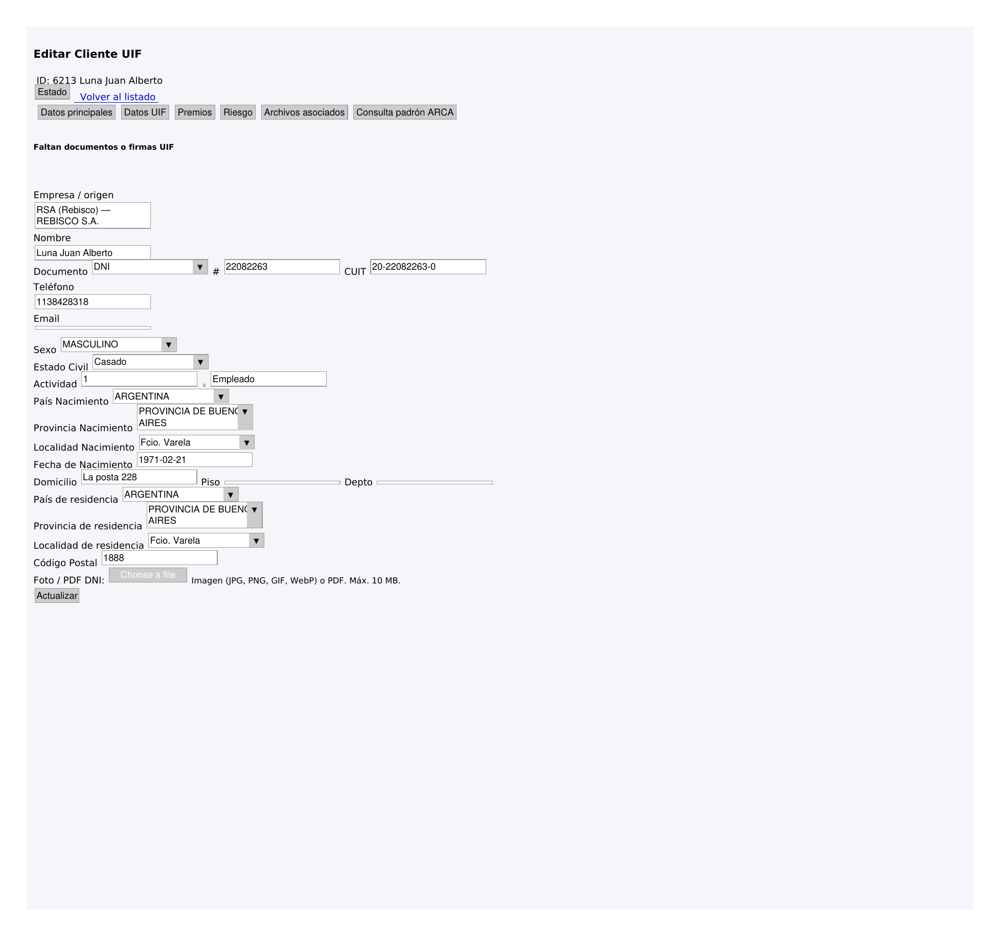 Editar Cliente UIF
ID: 6213 Luna Juan Alberto
Estado Volver al listado
Datos principales Datos UIF Premios Riesgo Archivos asociados Consulta padrón ARCA
Faltan documentos o firmas UIF
Empresa / origen
RSA (Rebisco) —
REBISCO S.A.
Nombre
Luna Juan Alberto
Documento DNI ▼ # 22082263 CUIT 20-22082263-0
Teléfono
1138428318
Email
Sexo MASCULINO ▼
Estado Civil Casado ▼
Actividad 1 Empleado
País Nacimiento ARGENTINA ▼
PROVINCIA DE BUENO ▼
AIRES
Provincia Nacimiento
Localidad Nacimiento Fcio. Varela ▼
Fecha de Nacimiento 1971-02-21
Domicilio La posta 228 Piso Depto
País de residencia ARGENTINA ▼
PROVINCIA DE BUENO ▼
AIRES
Provincia de residencia
Localidad de residencia Fcio. Varela ▼
Código Postal 1888
Foto / PDF DNI: Choose a file Imagen (JPG, PNG, GIF, WebP) o PDF. Máx. 10 MB.
Actualizar